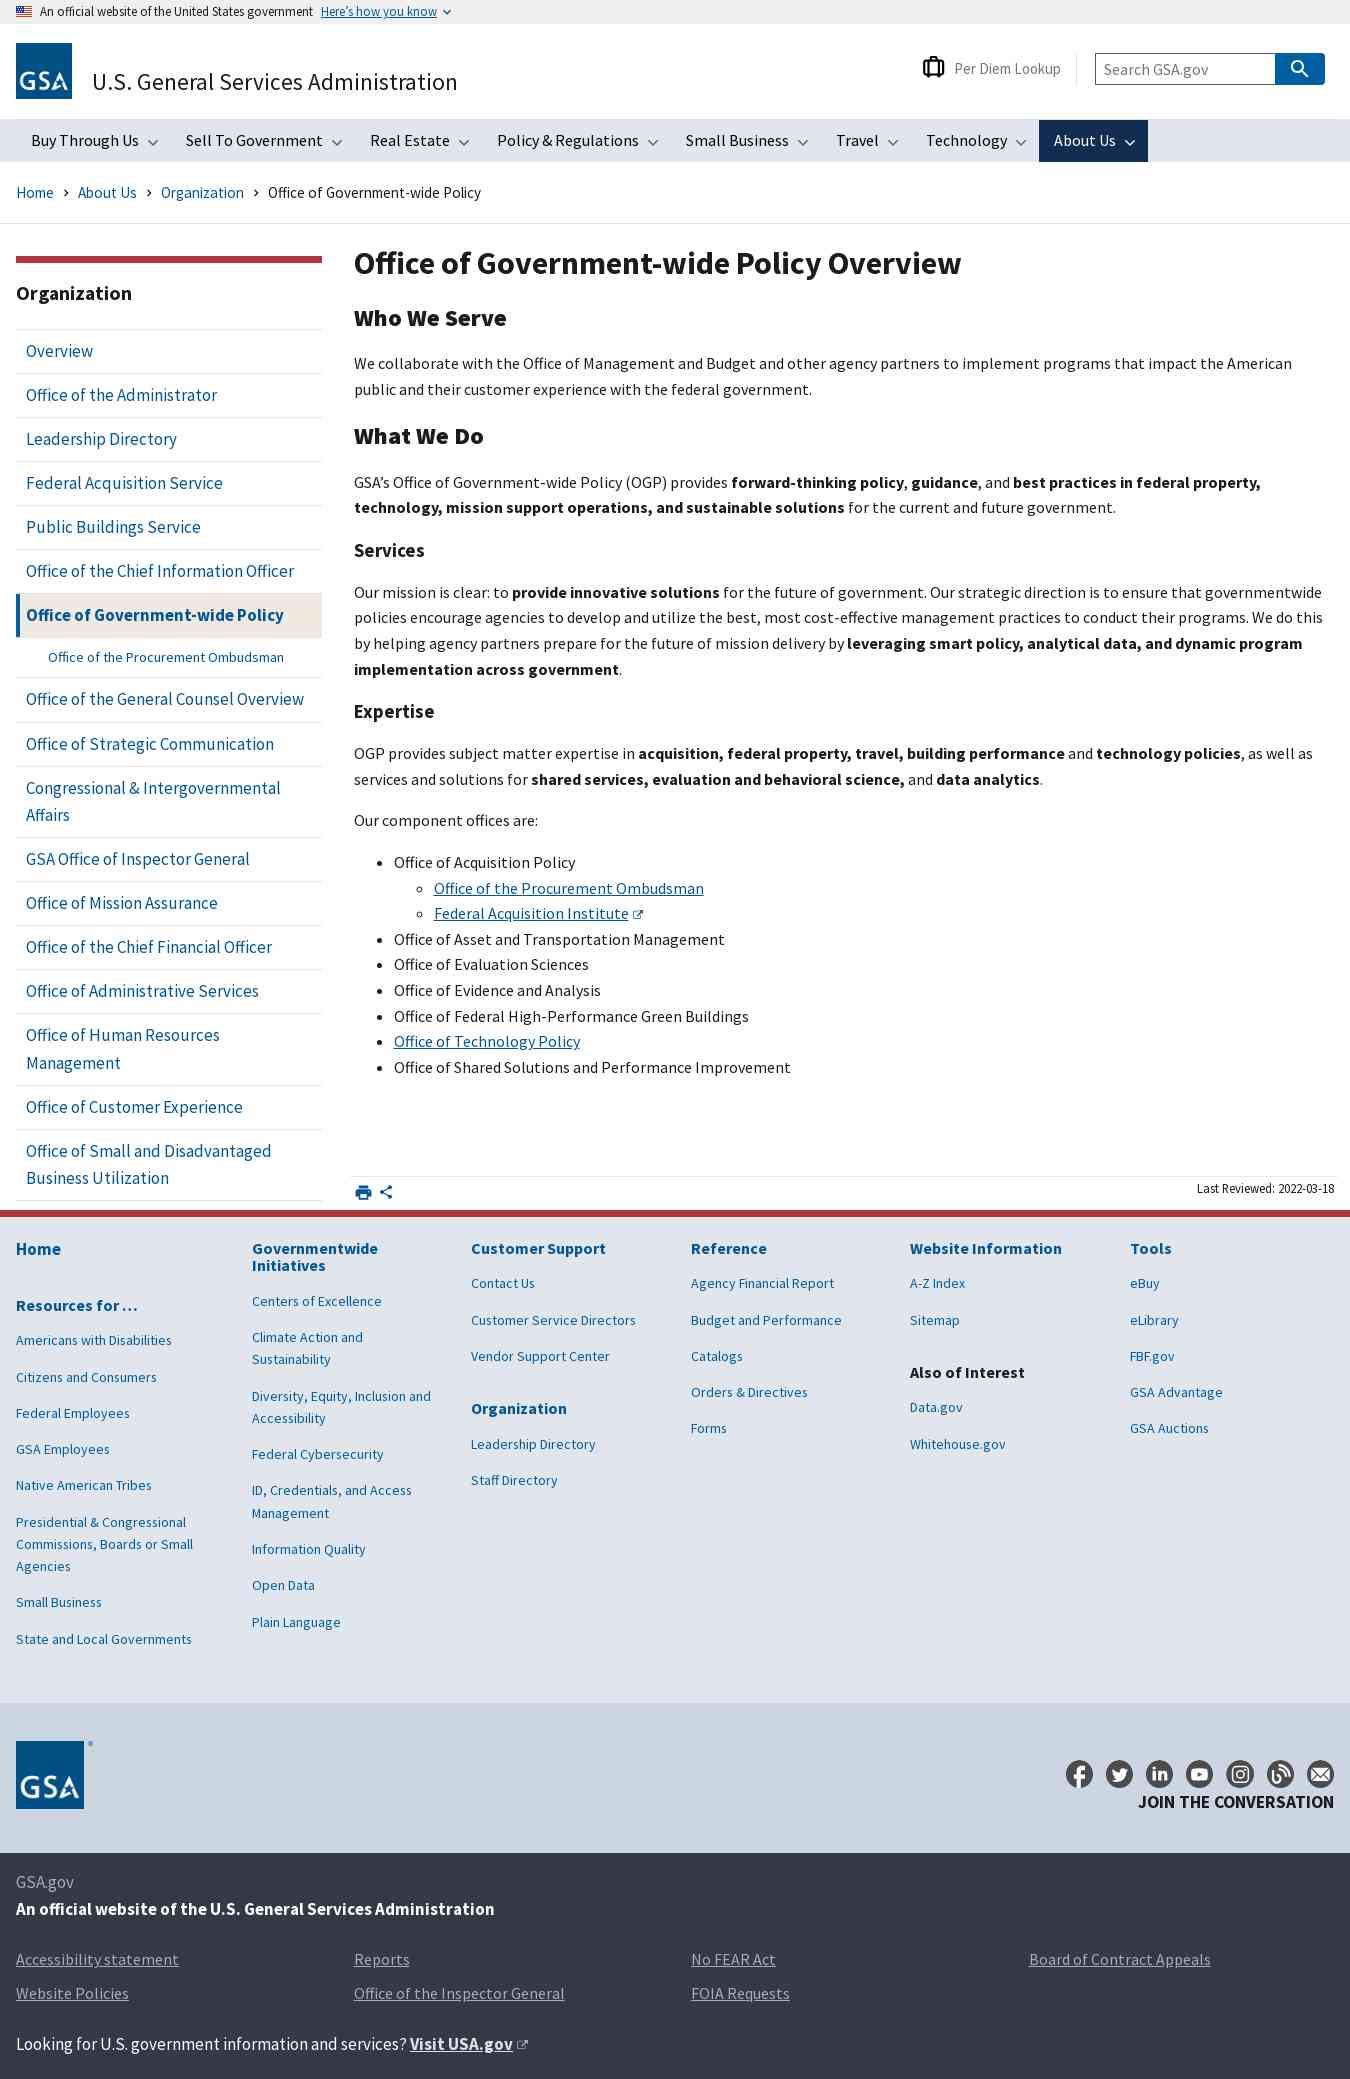 An official website of the United States government Here's how you know
GSA
U.S. General Services Administration
Per Diem Lookup
Search GSA.gov
Buy Through Us Sell To Government Real Estate Policy & Regulations Small Business Travel Technology About Us
Home > About Us > Organization > Office of Government-wide Policy
Organization
Overview
Office of the Administrator
Leadership Directory
Federal Acquisition Service
Public Buildings Service
Office of the Chief Information Officer
Office of Government-wide Policy
Office of the Procurement Ombudsman
Office of the General Counsel Overview
Office of Strategic Communication
Congressional & Intergovernmental
Affairs
GSA Office of Inspector General
Office of Mission Assurance
Office of the Chief Financial Officer
Office of Administrative Services
Office of Human Resources
Management
Office of Customer Experience
Office of Small and Disadvantaged
Business Utilization
Office of Government-wide Policy Overview
Who We Serve
We collaborate with the Office of Management and Budget and other agency partners to implement programs that impact the American
public and their customer experience with the federal government.
What We Do
GSA's Office of Government-wide Policy (OGP) provides forward-thinking policy, guidance, and best practices in federal property,
technology, mission support operations, and sustainable solutions for the current and future government.
Services
Our mission is clear: to provide innovative solutions for the future of government. Our strategic direction is to ensure that governmentwide
policies encourage agencies to develop and utilize the best, most cost-effective management practices to conduct their programs. We do this
by helping agency partners prepare for the future of mission delivery by leveraging smart policy, analytical data, and dynamic program
implementation across government.
Expertise
OGP provides subject matter expertise in acquisition, federal property, travel, building performance and technology policies, as well as
services and solutions for shared services, evaluation and behavioral science, and data analytics.
Our component offices are:
Office of Acquisition Policy
Office of the Procurement Ombudsman
Federal Acquisition Institute
Office of Asset and Transportation Management
Office of Evaluation Sciences
Office of Evidence and Analysis
Office of Federal High-Performance Green Buildings
Office of Technology Policy
Office of Shared Solutions and Performance Improvement
Last Reviewed: 2022-03-18
Home
Resources for …
Americans with Disabilities
Citizens and Consumers
Federal Employees
GSA Employees
Native American Tribes
Presidential & Congressional
Commissions, Boards or Small
Agencies
Small Business
State and Local Governments
Governmentwide
Initiatives
Centers of Excellence
Climate Action and
Sustainability
Diversity, Equity, Inclusion and
Accessibility
Federal Cybersecurity
ID, Credentials, and Access
Management
Information Quality
Open Data
Plain Language
Customer Support
Contact Us
Customer Service Directors
Vendor Support Center
Organization
Leadership Directory
Staff Directory
Reference
Agency Financial Report
Budget and Performance
Catalogs
Orders & Directives
Forms
Website Information
A-Z Index
Sitemap
Also of Interest
Data.gov
Whitehouse.gov
Tools
eBuy
eLibrary
FBF.gov
GSA Advantage
GSA Auctions
GSA
JOIN THE CONVERSATION
GSA.gov
An official website of the U.S. General Services Administration
Accessibility statement Reports No FEAR Act Board of Contract Appeals
Website Policies Office of the Inspector General FOIA Requests
Looking for U.S. government information and services? Visit USA.gov